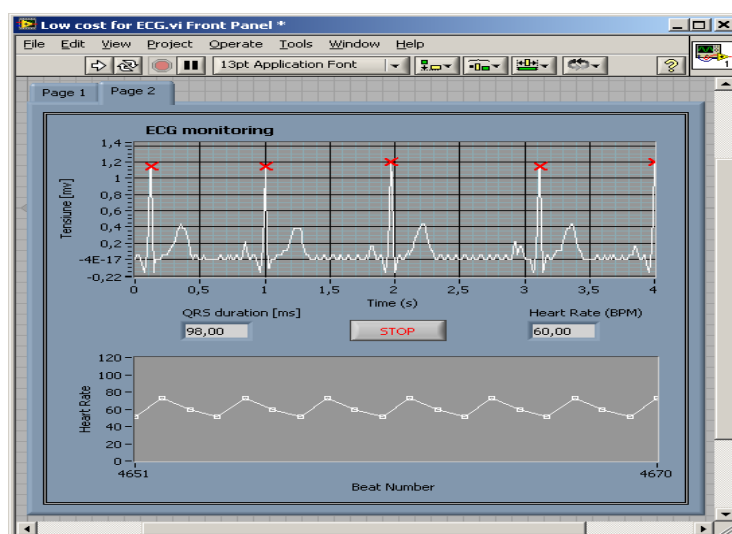 Low cost for ECG.vi Front Panel *
File Edit View Project Operate Tools Window Help
13pt Application Font
?
1
Page 1 Page 2
ECG monitoring
Tensiune [mv]
1,4
1,2
1
0,8
0,6
0,4
0,2
-4E-17
-0,22
0 0,5 1 1,5 2 2,5 3 3,5 4
Time (s)
QRS duration [ms]
98,00
STOP
Heart Rate (BPM)
60,00
Heart Rate
120
100
80
60
40
20
0
4651 4670
Beat Number